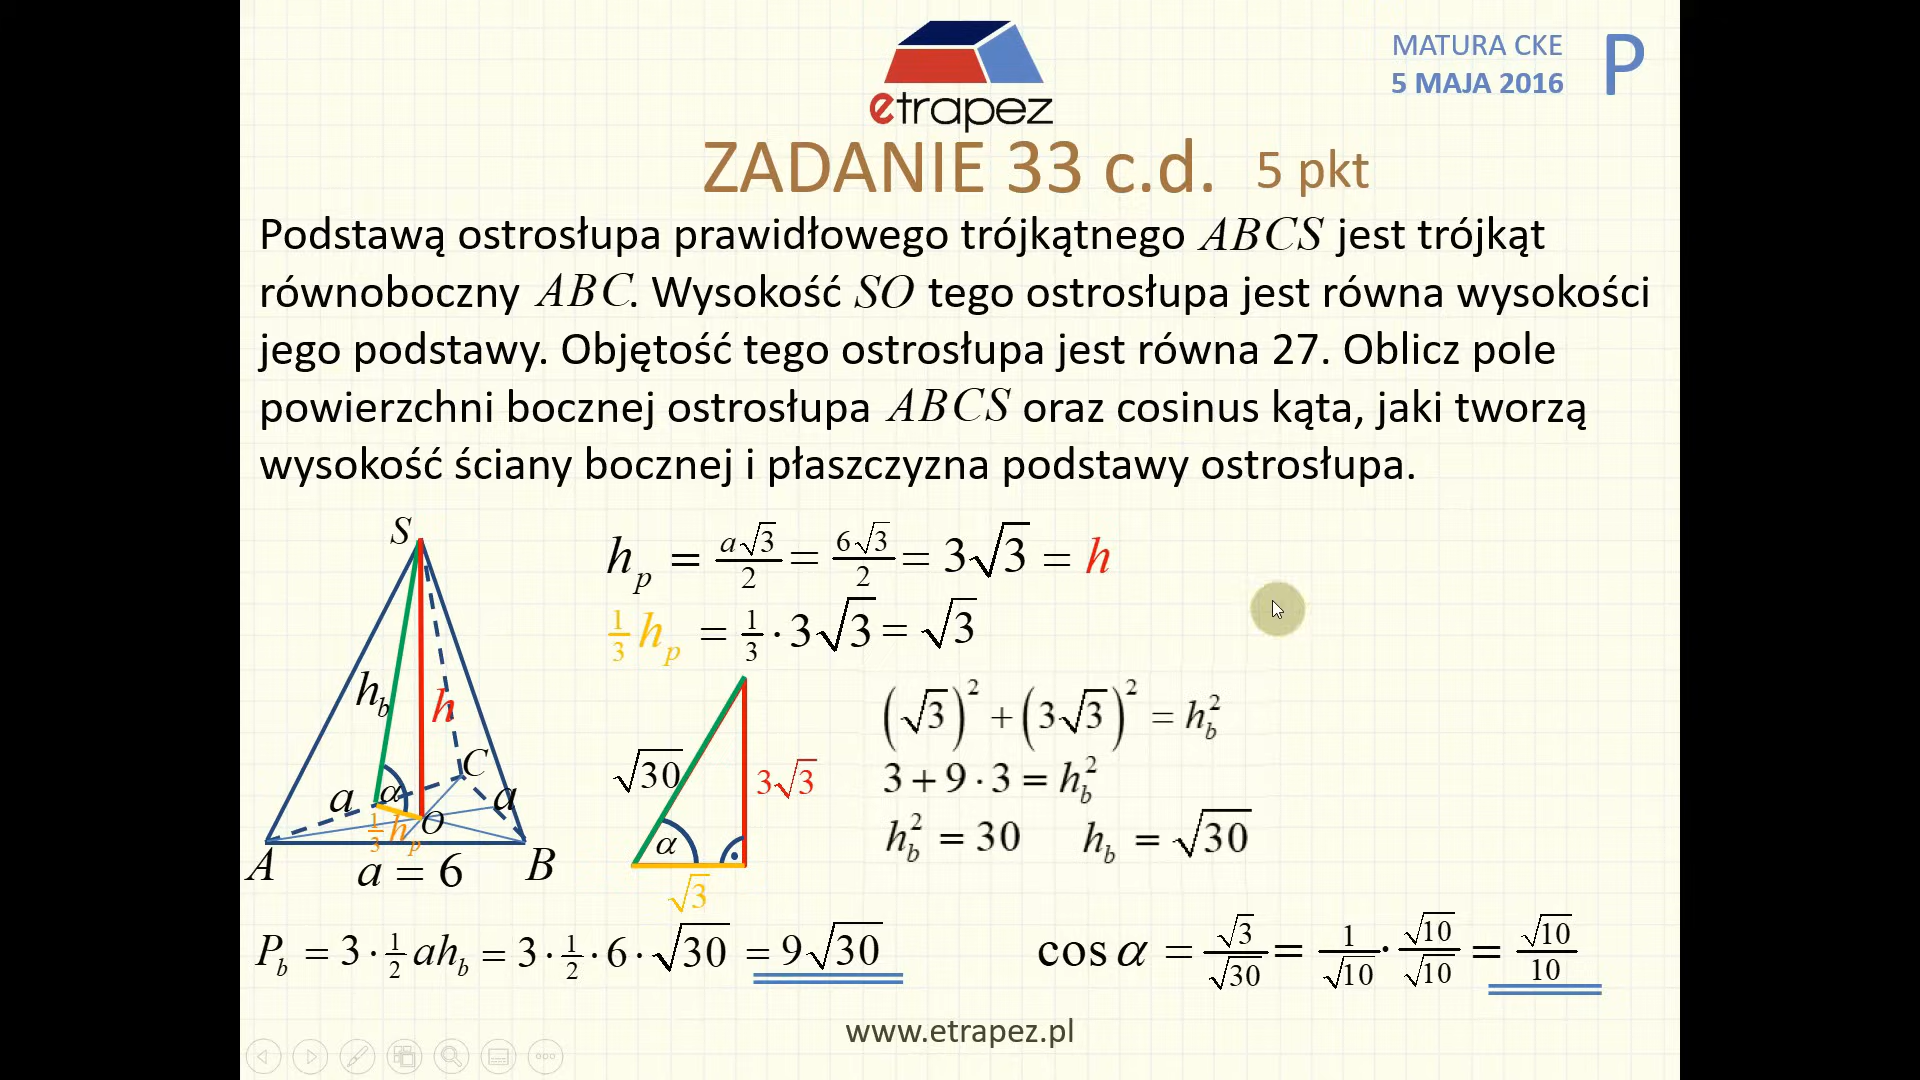 etrapez
MATURA CKE
5 MAJA 2016
P
ZADANIE 33 c.d. 5 pkt
Podstawą ostrosłupa prawidłowego trójkątnego ABCS jest trójkąt
równoboczny ABC. Wysokość SO tego ostrosłupa jest równa wysokości
jego podstawy. Objętość tego ostrosłupa jest równa 27. Oblicz pole
powierzchni bocznej ostrosłupa ABCS oraz cosinus kąta, jaki tworzą
wysokość ściany bocznej i płaszczyzna podstawy ostrosłupa.
S
h_b
h
C
a
α
a
1/3 h_p
O
A
a = 6
B
h_p = a√3/2 = 6√3/2 = 3√3 = h
1/3 h_p = 1/3 · 3√3 = √3
√30
3√3
α
√3
(√3)² + (3√3)² = h_b²
3 + 9 · 3 = h_b²
h_b² = 30 h_b = √30
P_b = 3 · 1/2 ah_b = 3 · 1/2 · 6 · √30 = 9√30
cos α = √3/√30 = 1/√10 · √10/√10 = √10/10
www.etrapez.pl